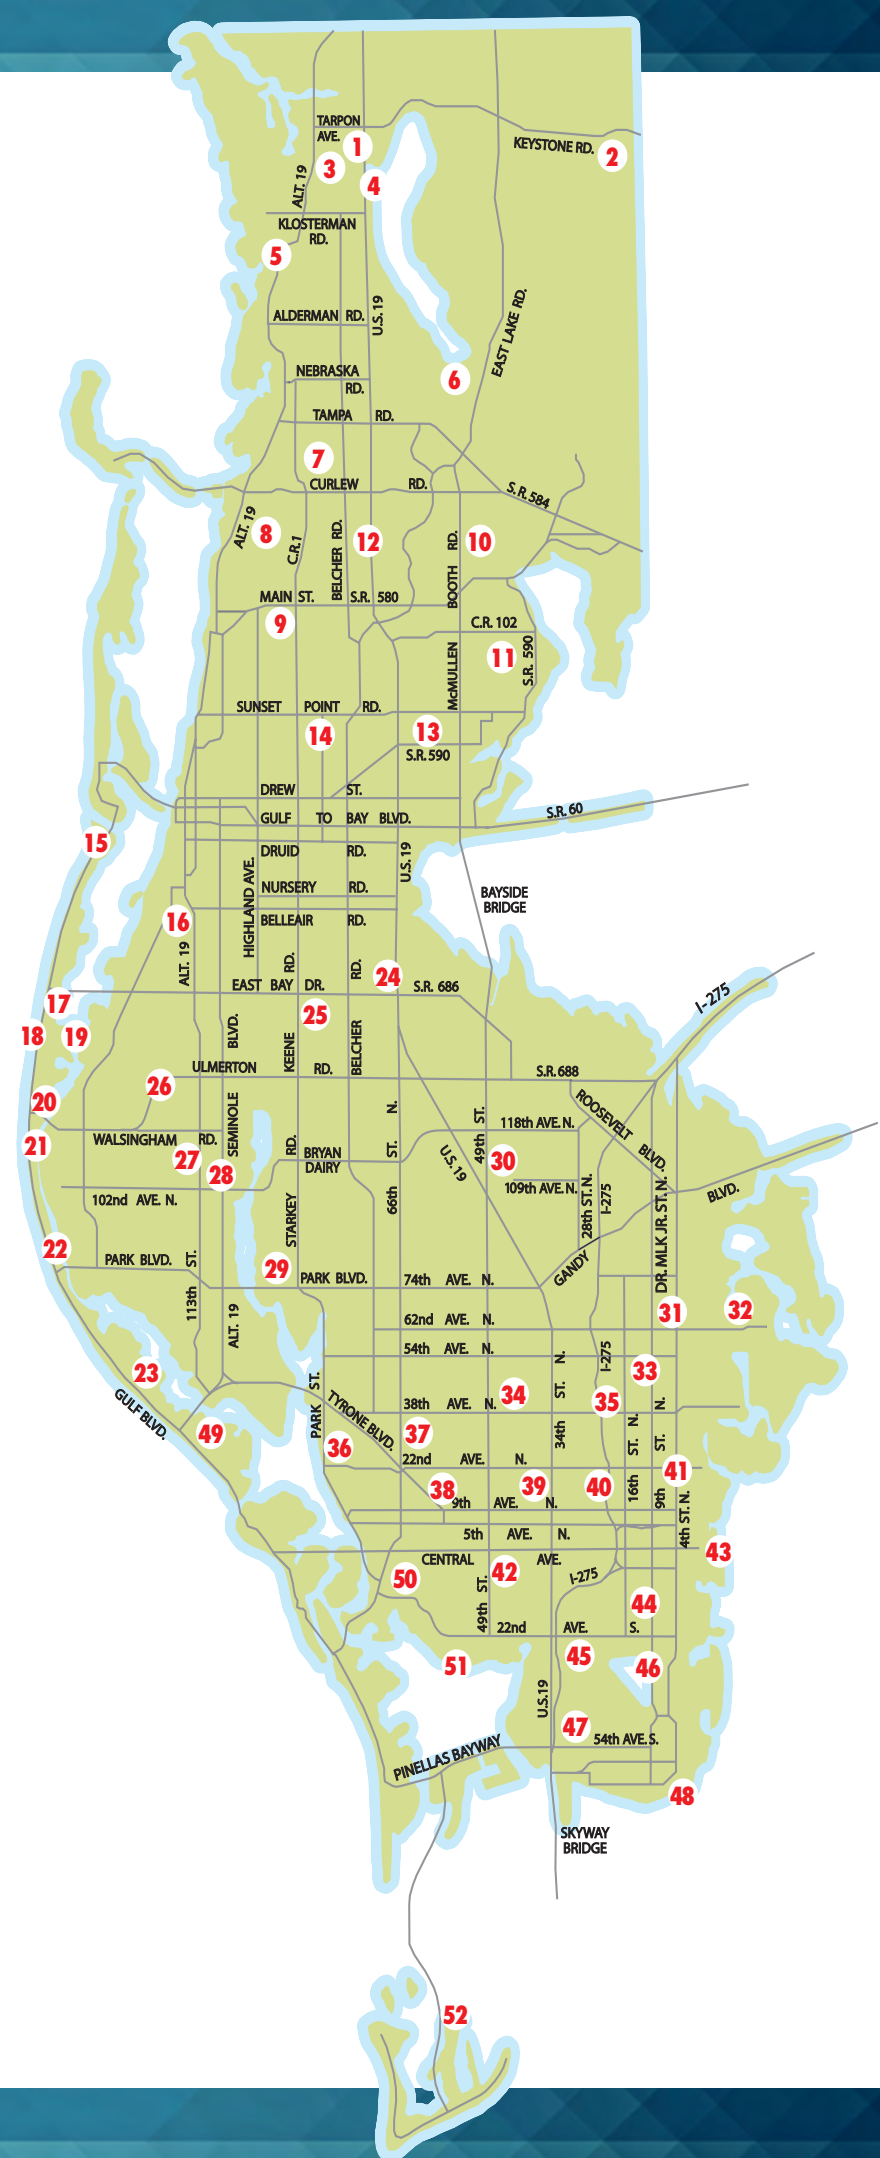 TARPON
AVE.
1
KEYSTONE RD.
2
3
ALT. 19
4
KLOSTERMAN
RD.
5
U.S. 19
ALDERMAN RD.
EAST LAKE RD.
NEBRASKA
RD.
6
TAMPA RD.
7
CURLEW RD.
S.R. 584
ALT. 19
8
C.R.1
BELCHER RD.
12
BOOTH RD.
10
MAIN ST. S.R. 580
9
C.R. 102
McMULLEN
11
S.R. 590
SUNSET POINT RD.
14
13
S.R.590
DREW ST.
S.R. 60
GULF TO BAY BLVD.
15
DRUID RD.
U.S. 19
HIGHLAND AVE.
NURSERY RD.
BAYSIDE
BRIDGE
16
BELLEAIR RD.
ALT. 19
RD.
RD.
24
EAST BAY DR.
S.R. 686
I-275
17
25
18
19
BLVD.
KEENE
BELCHER
ULMERTON RD.
S.R.688
26
20
SEMINOLE
N.
ROOSEVELT BLVD.
49th ST.
118th AVE. N.
21
WALSINGHAM RD.
RD.
BRYAN
DAIRY
ST.
U.S. 19
27
28
30
102nd AVE. N.
66th
109th AVE. N.
28th ST. N.
I-275
DR. MLK JR. ST. N.
BLVD.
STARKEY
22
PARK BLVD.
ST.
29
PARK BLVD.
74th AVE. N.
GANDY
113th
ALT. 19
62nd AVE. N.
31
32
54th AVE. N.
I-275
23
33
GULF BLVD.
PARK ST.
TYRONE BLVD.
34
38th AVE. N.
34th ST. N.
35
49
36
37
22nd AVE. N.
16th ST. N.
9th ST. N.
41
38
39
40
9th AVE. N.
4th ST. N.
5th AVE. N.
CENTRAL AVE.
43
50
42
I-275
49th ST.
44
22nd AVE. S.
51
45
46
U.S.19
47
54th AVE. S.
PINELLAS BAYWAY
48
SKYWAY
BRIDGE
52